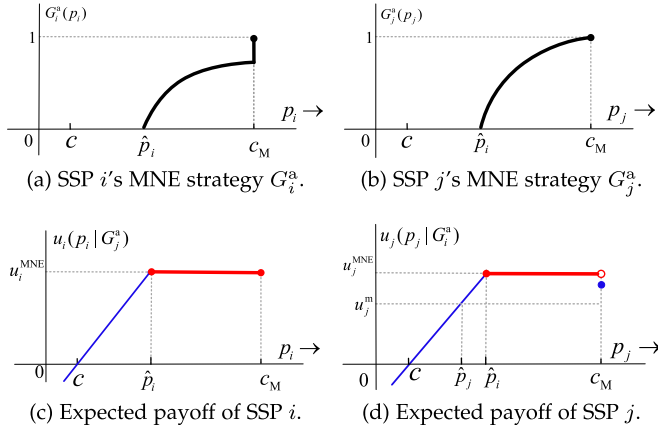 G_i^a(p_i)
1
p_i →
0
c
p̂_i
c_M
(a) SSP i's MNE strategy G_i^a.
G_j^a(p_j)
1
p_j →
0
c
p̂_i
c_M
(b) SSP j's MNE strategy G_j^a.
u_i(p_i | G_j^a)
u_i^MNE
p_i →
0
c
p̂_i
c_M
(c) Expected payoff of SSP i.
u_j(p_j | G_i^a)
u_j^MNE
u_j^m
p_j →
0
c
p̂_j
p̂_i
c_M
(d) Expected payoff of SSP j.